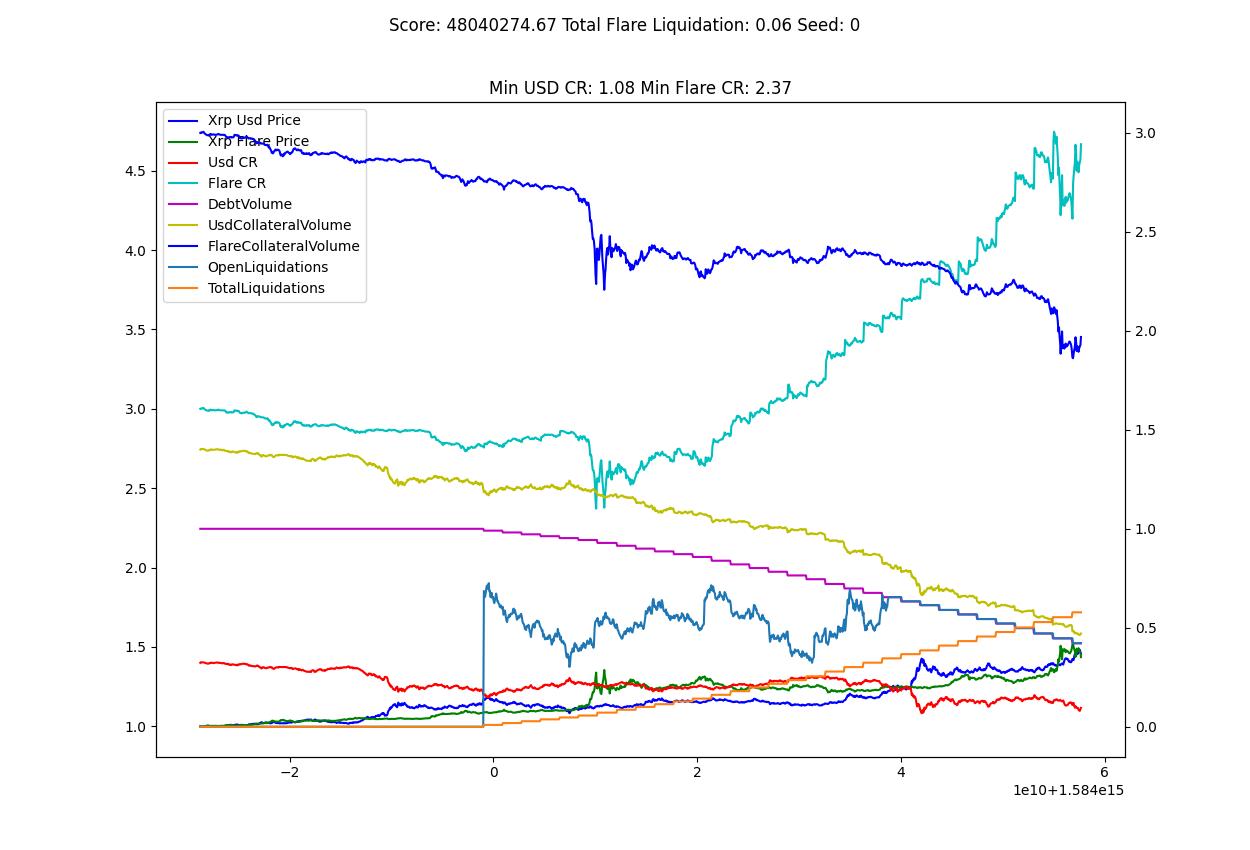 Score: 48040274.67 Total Flare Liquidation: 0.06 Seed: 0
Min USD CR: 1.08 Min Flare CR: 2.37
Xrp Usd Price
Xrp Flare Price
Usd CR
Flare CR
DebtVolume
UsdCollateralVolume
FlareCollateralVolume
OpenLiquidations
TotalLiquidations
4.5
4.0
3.5
3.0
2.5
2.0
1.5
1.0
3.0
2.5
2.0
1.5
1.0
0.5
0.0
−2
0
2
4
6
1e10+1.584e15